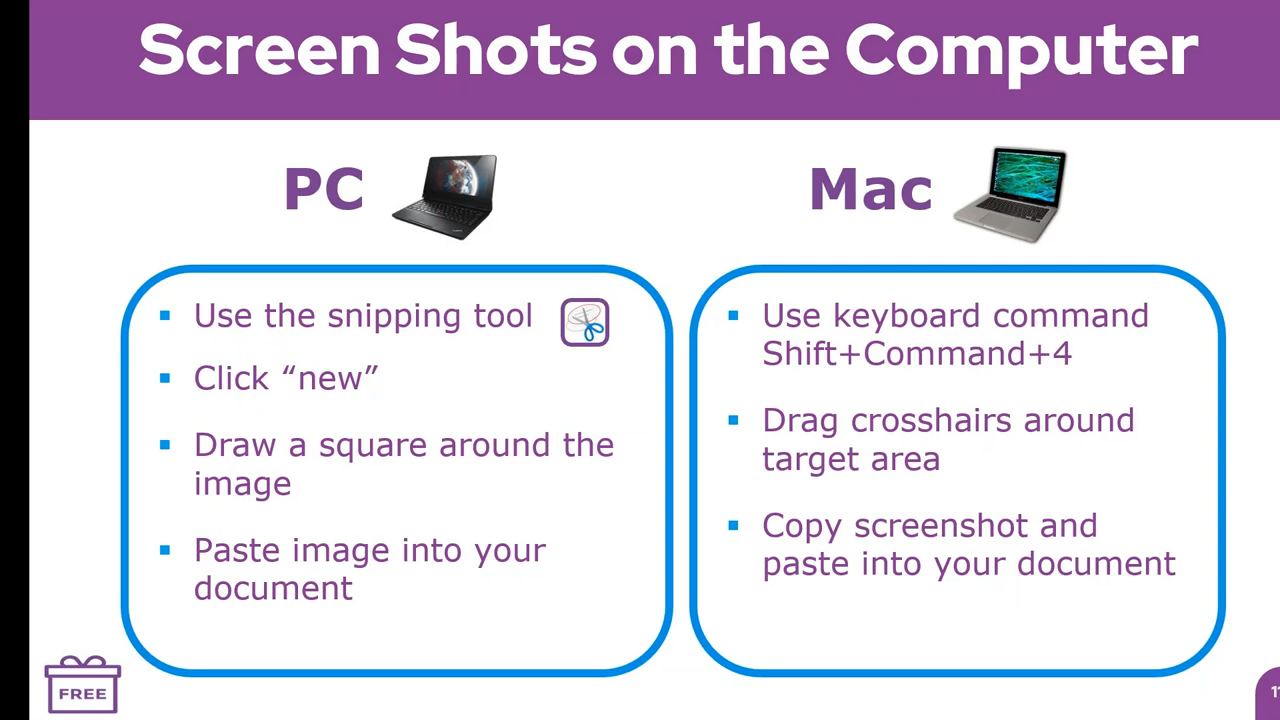 Screen Shots on the Computer
PC
Mac
Use the snipping tool
Click “new”
Draw a square around the
image
Paste image into your
document
Use keyboard command
Shift+Command+4
Drag crosshairs around
target area
Copy screenshot and
paste into your document
FREE